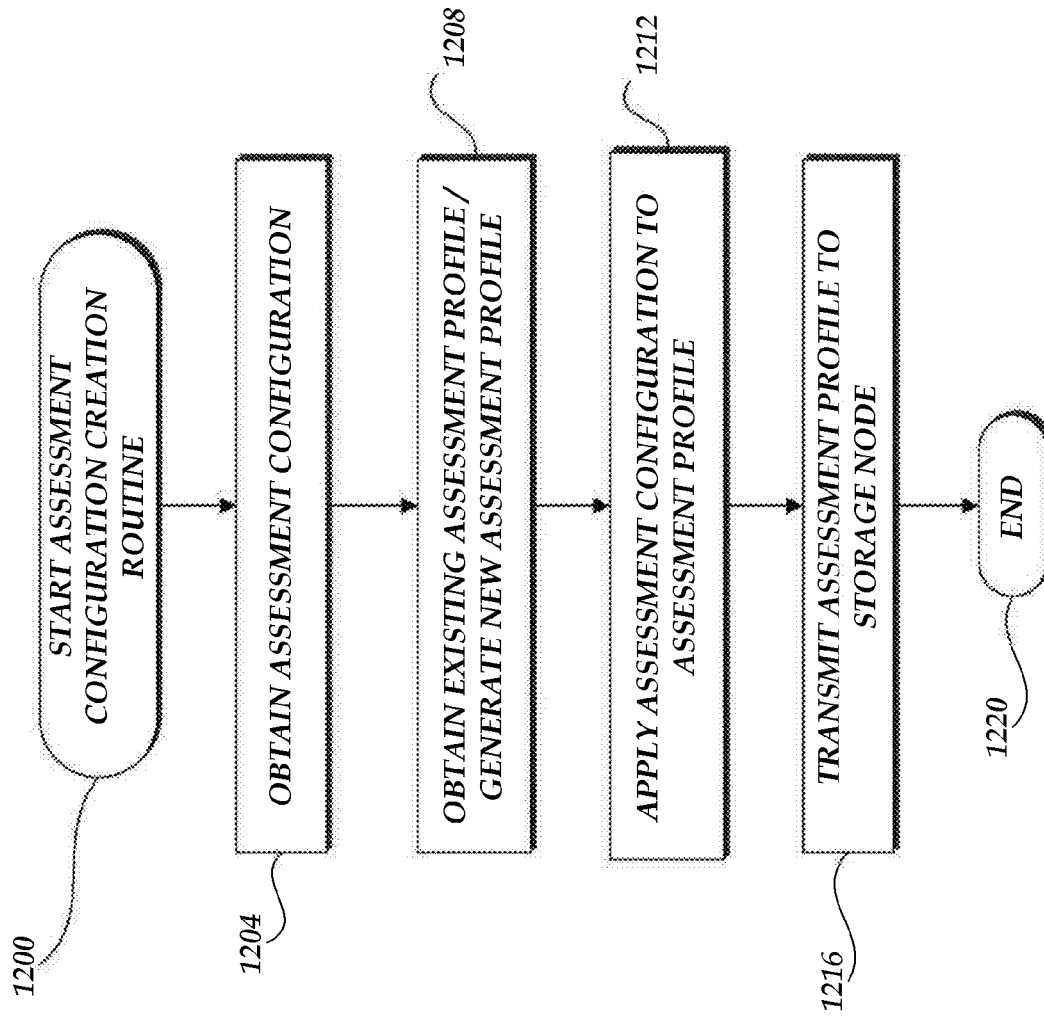 1200
START ASSESSMENT
CONFIGURATION CREATION
ROUTINE
1204
OBTAIN ASSESSMENT CONFIGURATION
1208
OBTAIN EXISTING ASSESSMENT PROFILE/
GENERATE NEW ASSESSMENT PROFILE
1212
APPLY ASSESSMENT CONFIGURATION TO
ASSESSMENT PROFILE
1216
TRANSMIT ASSESSMENT PROFILE TO
STORAGE NODE
1220
END